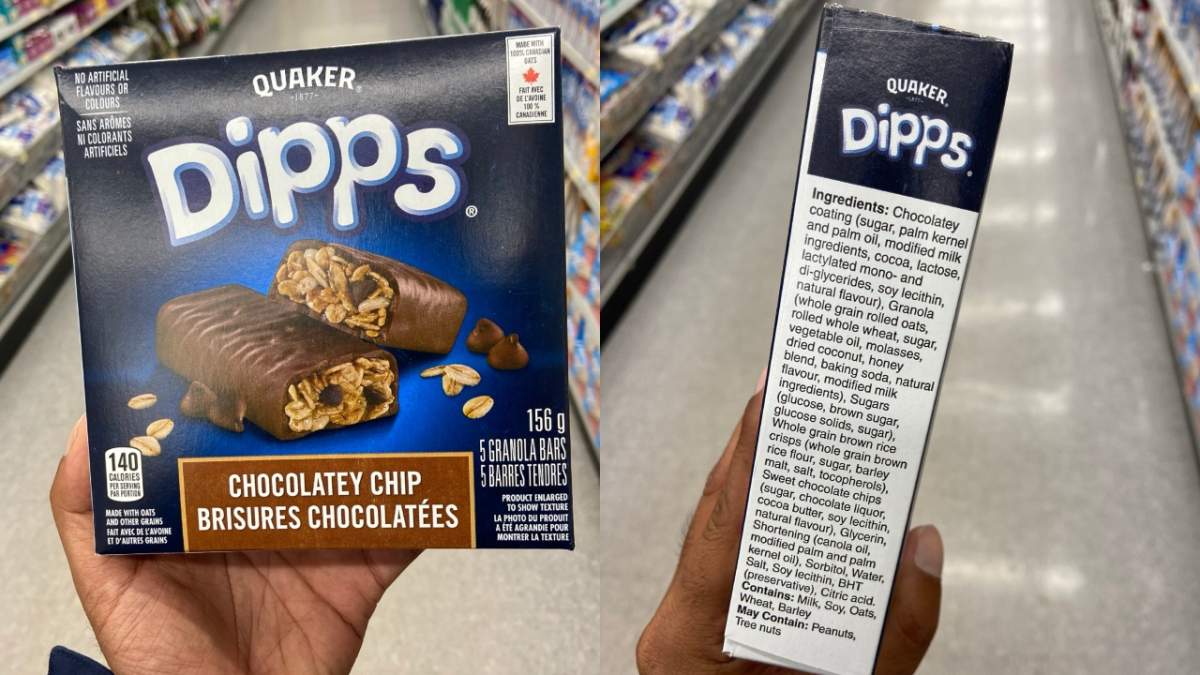 NO ARTIFICIAL
FLAVOURS OR
COLOURS
SANS ARÔMES
NI COLORANTS
ARTIFICIELS
QUAKER®
-1877-
MADE WITH
100% CANADIAN
OATS
FAIT AVEC
DE L'AVOINE
100 %
CANADIENNE
Dipps®
140
CALORIES
PER SERVING
PAR PORTION
MADE WITH OATS
AND OTHER GRAINS
FAIT AVEC DE L'AVOINE
ET D'AUTRES GRAINS
CHOCOLATEY CHIP
BRISURES CHOCOLATÉES
156 g
5 GRANOLA BARS
5 BARRES TENDRES
PRODUCT ENLARGED
TO SHOW TEXTURE
LA PHOTO DU PRODUIT
A ÉTÉ AGRANDIE POUR
MONTRER LA TEXTURE
QUAKER®
-1877-
Dipps®
Ingredients: Chocolatey
coating (sugar, palm kernel
and palm oil, modified milk
ingredients, cocoa, lactose,
lactylated mono- and
di-glycerides, soy lecithin,
natural flavour), Granola
(whole grain rolled oats,
rolled whole wheat, sugar,
vegetable oil, molasses,
dried coconut, honey
blend, baking soda, natural
flavour, modified milk
ingredients), Sugars
(glucose, brown sugar,
glucose solids, sugar),
Whole grain brown rice
crisps (whole grain brown
rice flour, sugar, barley
malt, salt, tocopherols),
Sweet chocolate chips
(sugar, chocolate liquor,
cocoa butter, soy lecithin,
natural flavour), Glycerin,
Shortening (canola oil,
modified palm and palm
kernel oil), Sorbitol, Water,
Salt, Soy lecithin, BHT
(preservative), Citric acid.
Contains: Milk, Soy, Oats,
Wheat, Barley
May Contain: Peanuts,
Tree nuts